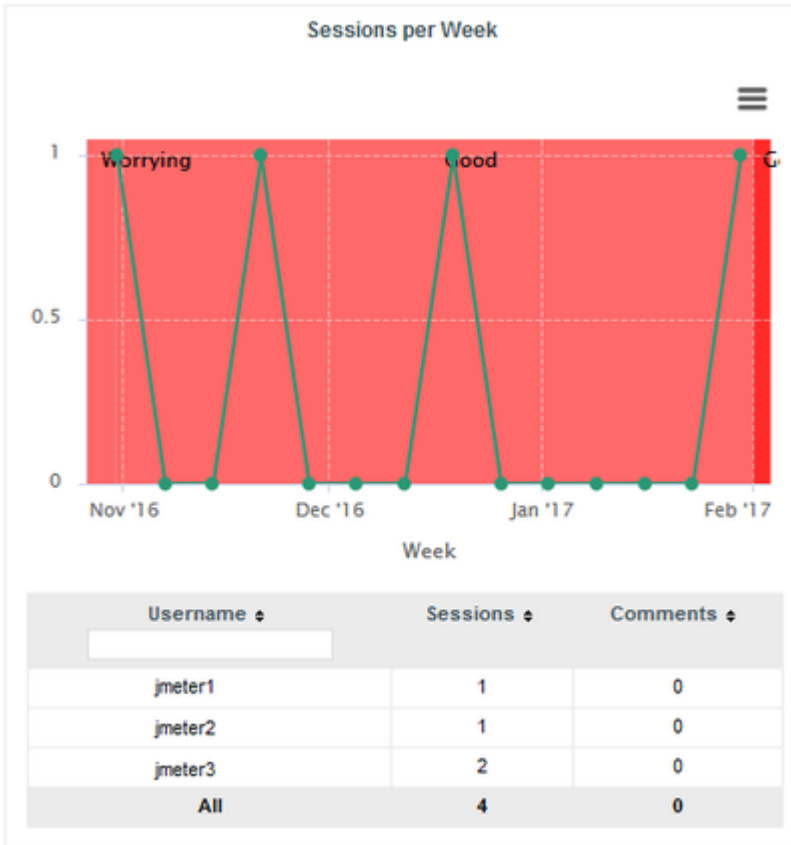 Sessions per Week
1
Worrying
Good
0.5
0
Nov '16 Dec '16 Jan '17 Feb '17
Week
Username Sessions Comments
jmeter1 1 0
jmeter2 1 0
jmeter3 2 0
All 4 0